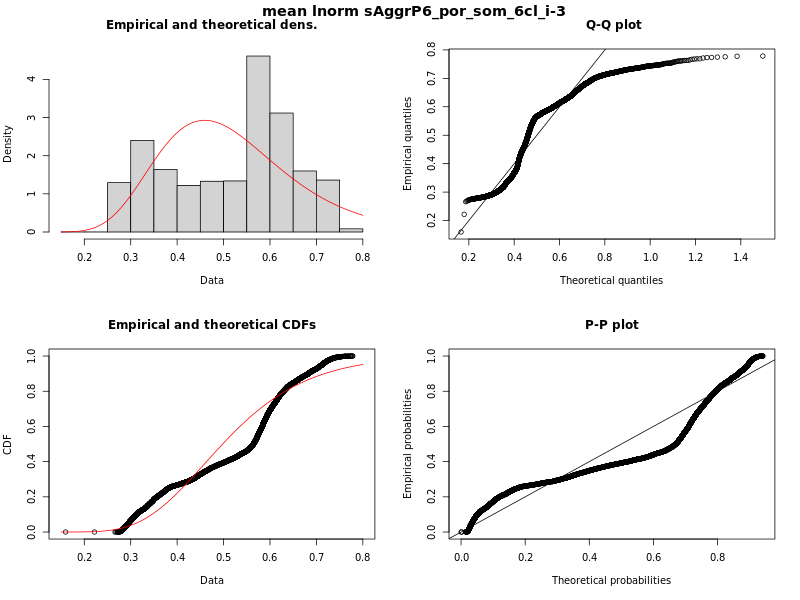 mean lnorm sAggrP6_por_som_6cl_i-3
Empirical and theoretical dens.
Density
0
1
2
3
4
0.2 0.3 0.4 0.5 0.6 0.7 0.8
Data
Q-Q plot
Empirical quantiles
0.2 0.3 0.4 0.5 0.6 0.7 0.8
0.2 0.4 0.6 0.8 1.0 1.2 1.4
Theoretical quantiles
Empirical and theoretical CDFs
CDF
0.0 0.2 0.4 0.6 0.8 1.0
0.2 0.3 0.4 0.5 0.6 0.7 0.8
Data
P-P plot
Empirical probabilities
0.0 0.2 0.4 0.6 0.8 1.0
0.0 0.2 0.4 0.6 0.8
Theoretical probabilities